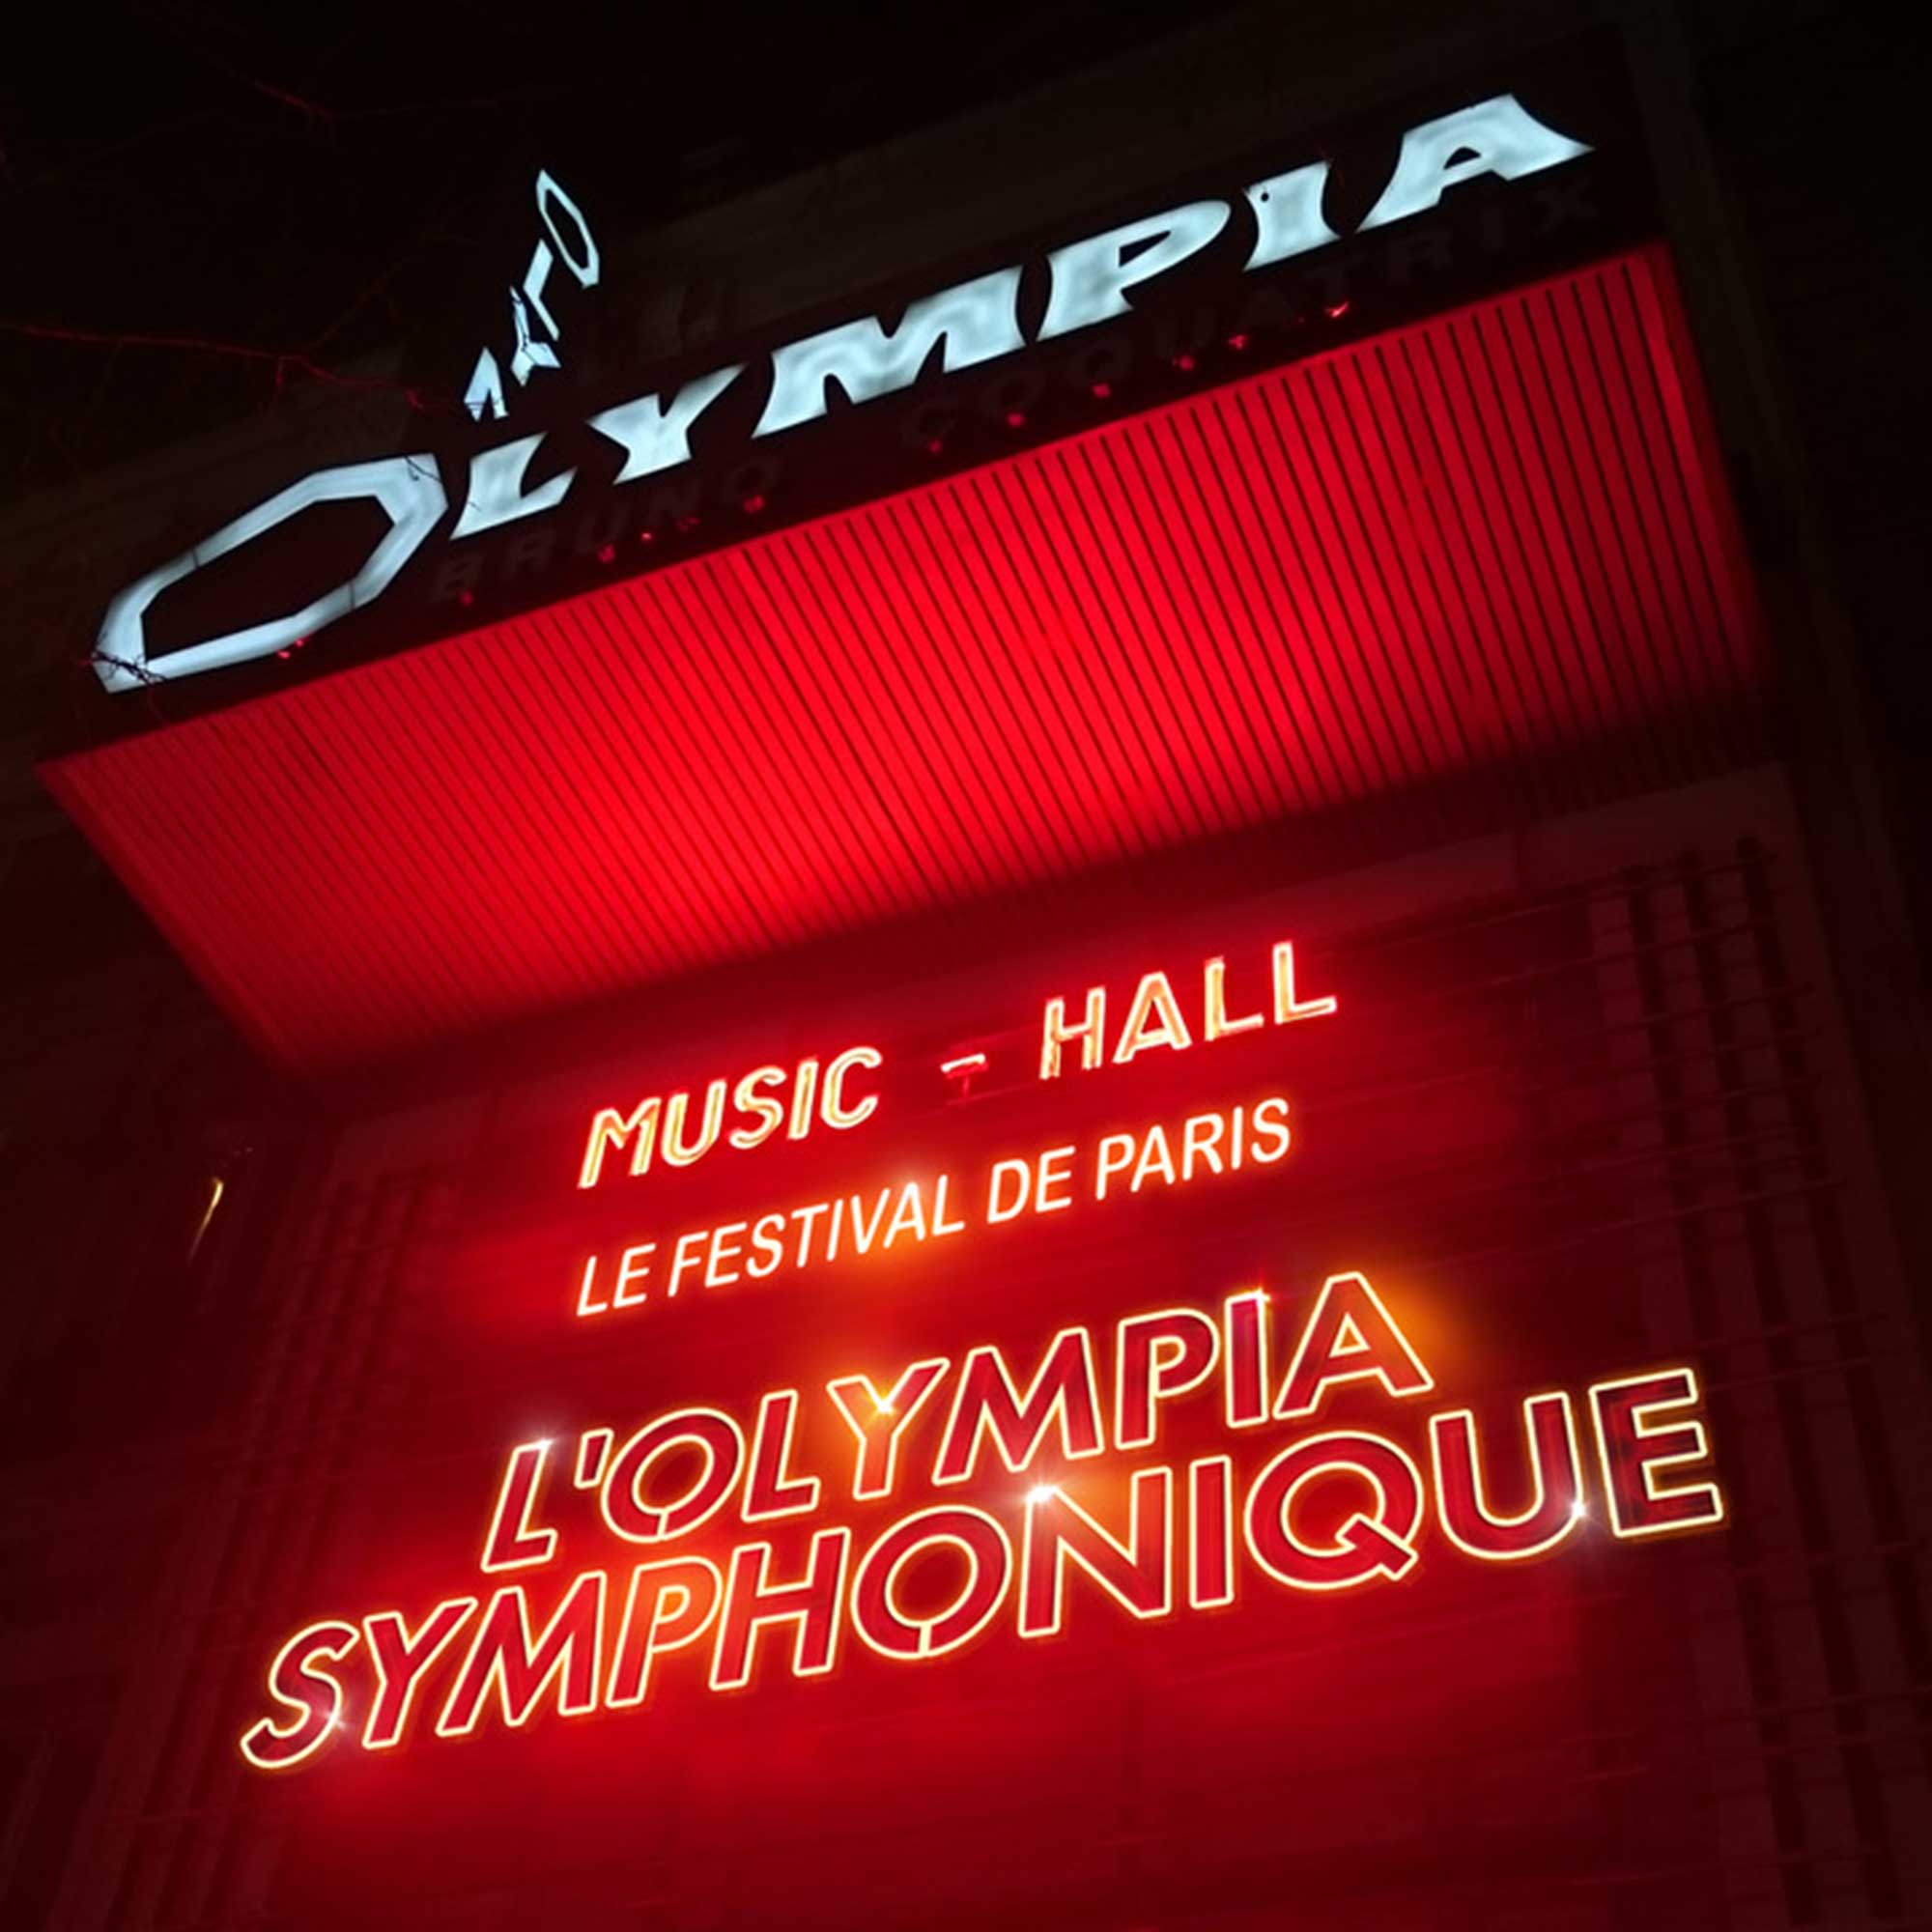 OLYMPIA
BRUNO COQUATRIX
MUSIC - HALL
LE FESTIVAL DE PARIS
L'OLYMPIA
SYMPHONIQUE